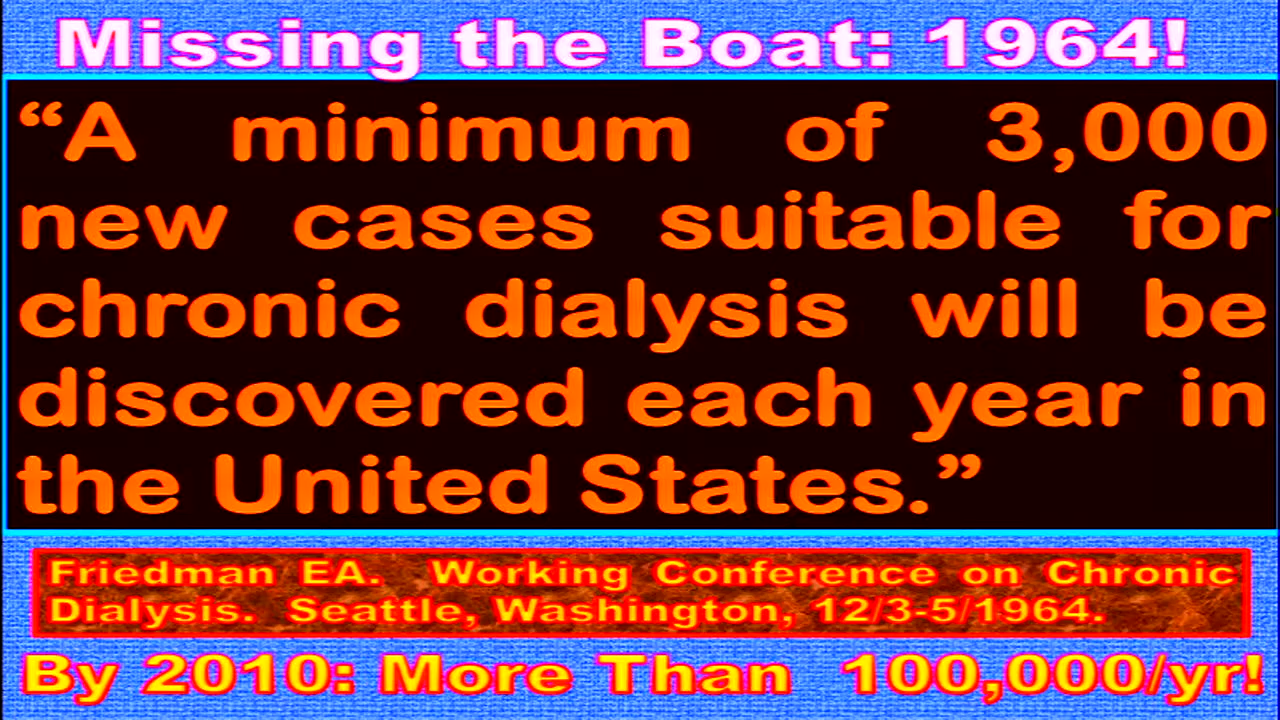 Missing the Boat: 1964!
“A minimum of 3,000
new cases suitable for
chronic dialysis will be
discovered each year in
the United States.”
Friedman EA. Working Conference on Chronic
Dialysis. Seattle, Washington, 12/3-5/1964.
By 2010: More Than 100,000/yr!